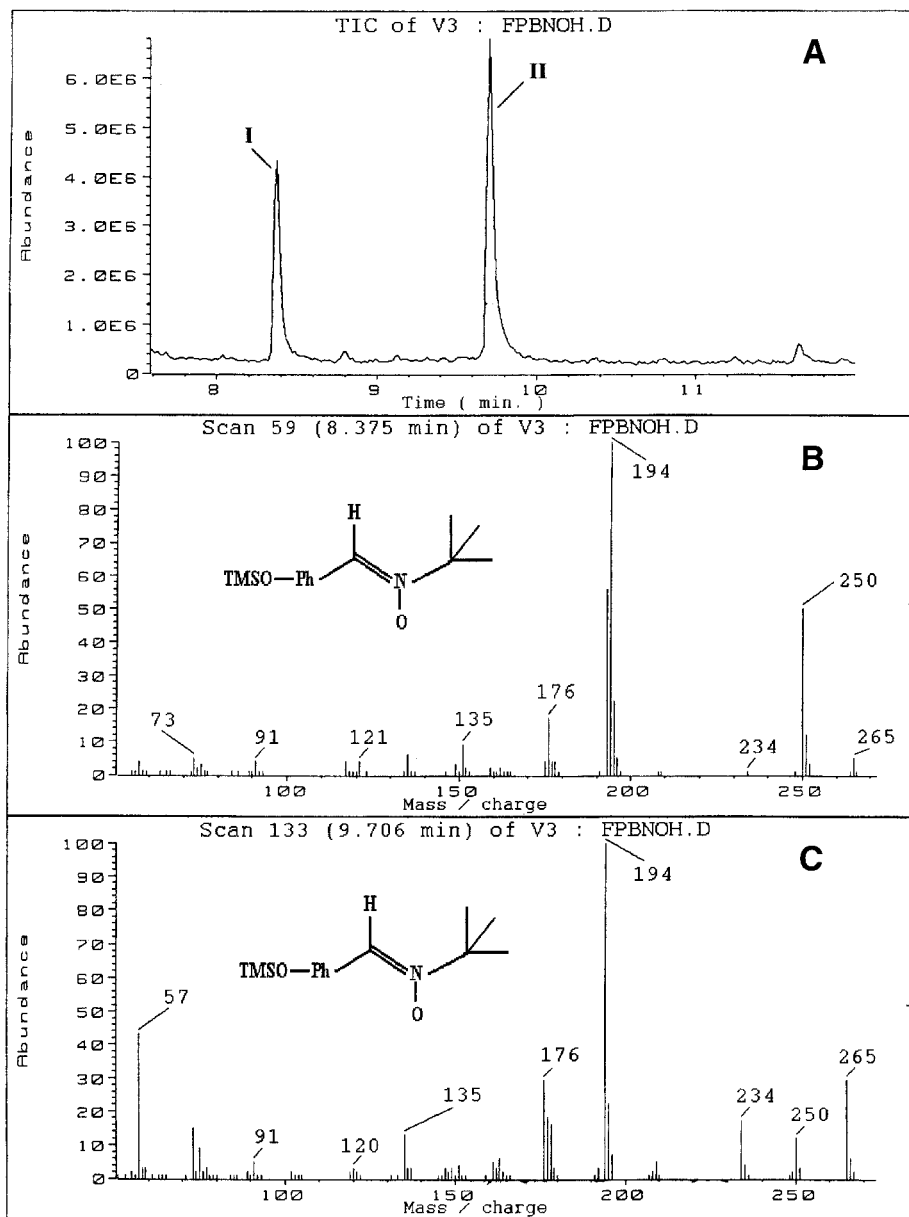 TIC of V3 : FPBNOH.D
A
Abundance
6.0E6
5.0E6
4.0E6
3.0E6
2.0E6
1.0E6
0
I
II
8
9
10
11
Time ( min. )
Scan 59 (8.375 min) of V3 : FPBNOH.D
B
Abundance
100
90
80
70
60
50
40
30
20
10
0
H
TMSO—Ph
N
O
73
91
121
135
176
194
234
250
265
100
150
200
250
Mass / charge
Scan 133 (9.706 min) of V3 : FPBNOH.D
C
Abundance
100
90
80
70
60
50
40
30
20
10
0
H
TMSO—Ph
N
O
57
91
120
135
176
194
234
250
265
100
150
200
250
Mass / charge